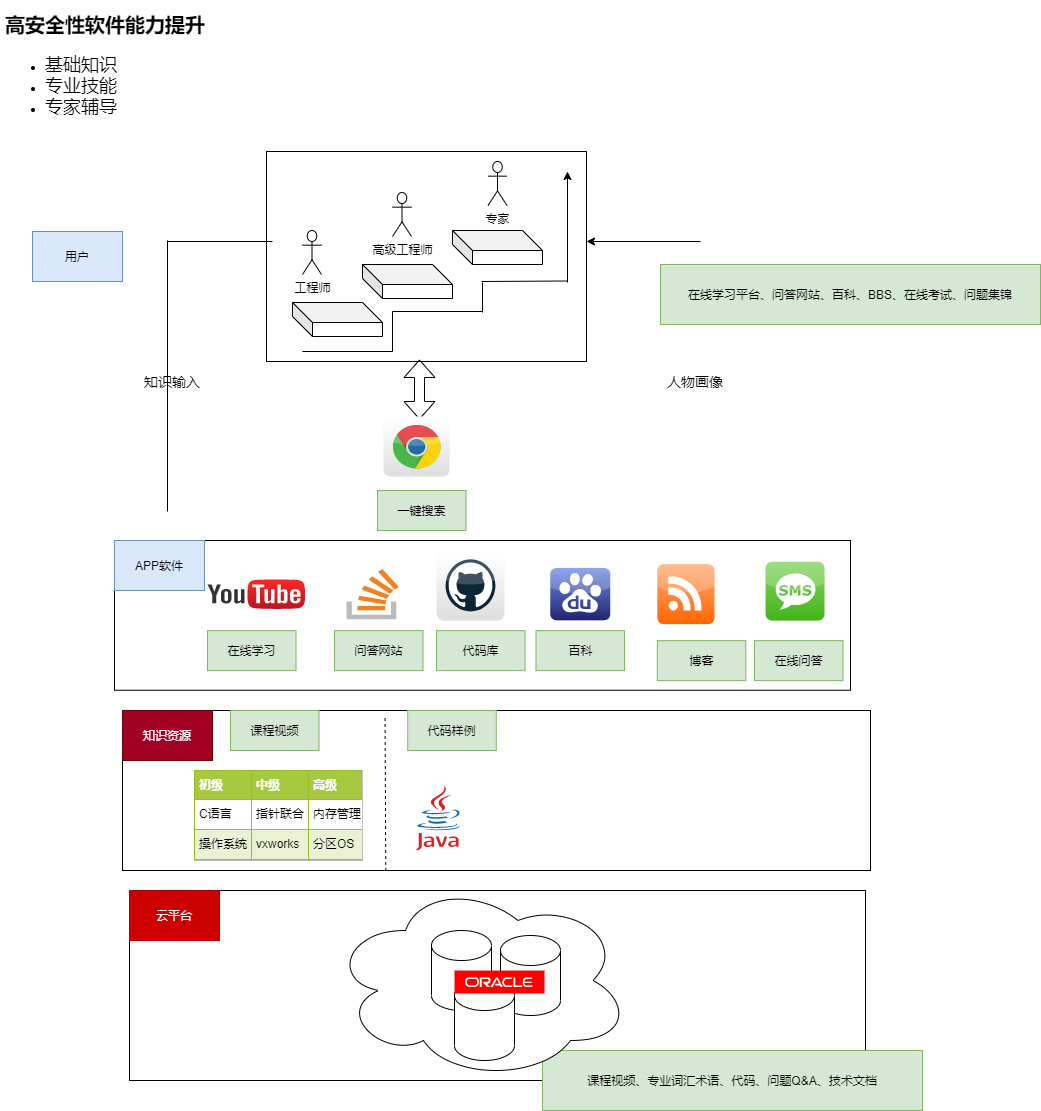 高安全性软件能力提升
基础知识
专业技能
专家辅导
专家
高级工程师
工程师
用户
在线学习平台、问答网站、百科、BBS、在线考试、问题集锦
知识输入
人物画像
一键搜索
APP软件
YouTube
du
SMS
在线学习
问答网站
代码库
百科
博客
在线问答
知识资源
课程视频
代码样例
初级 中级 高级
C语言 指针联合 内存管理
操作系统 vxworks 分区OS
Java
云平台
ORACLE
课程视频、专业词汇术语、代码、问题Q&A、技术文档